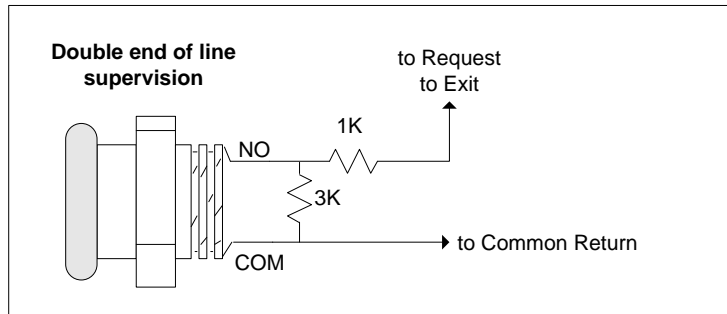 Double end of line
supervision
to Request
to Exit
1K
NO
3K
to Common Return
COM